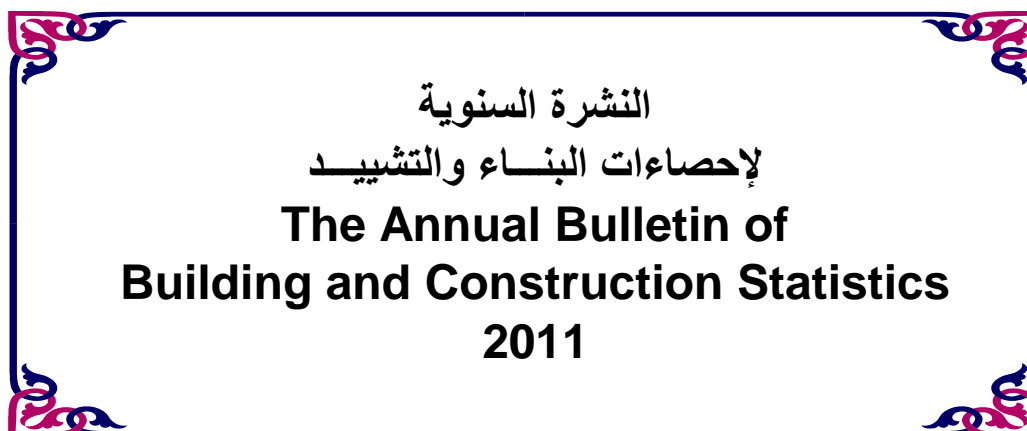 النشرة السنوية
لإحصاءات البنـــاء والتشييـــد
The Annual Bulletin of
Building and Construction Statistics
2011